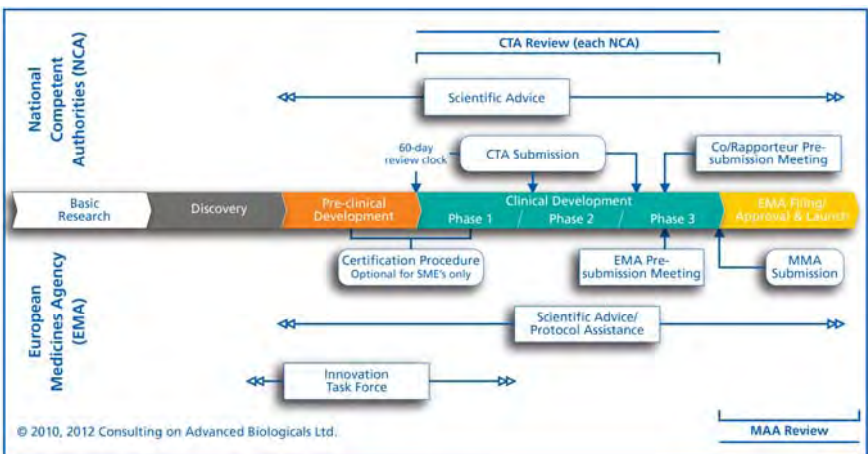 CTA Review (each NCA)
National
Competent
Authorities (NCA)
Scientific Advice
60-day
review clock
CTA Submission
Co/Rapporteur Pre-
submission Meeting
Basic
Research
Discovery
Pre-clinical
Development
Clinical Development
Phase 1
Phase 2
Phase 3
EMA Filing/
Approval & Launch
Certification Procedure
Optional for SME's only
EMA Pre-
submission Meeting
MMA
Submission
European
Medicines Agency
(EMA)
Scientific Advice/
Protocol Assistance
Innovation
Task Force
© 2010, 2012 Consulting on Advanced Biologicals Ltd.
MAA Review